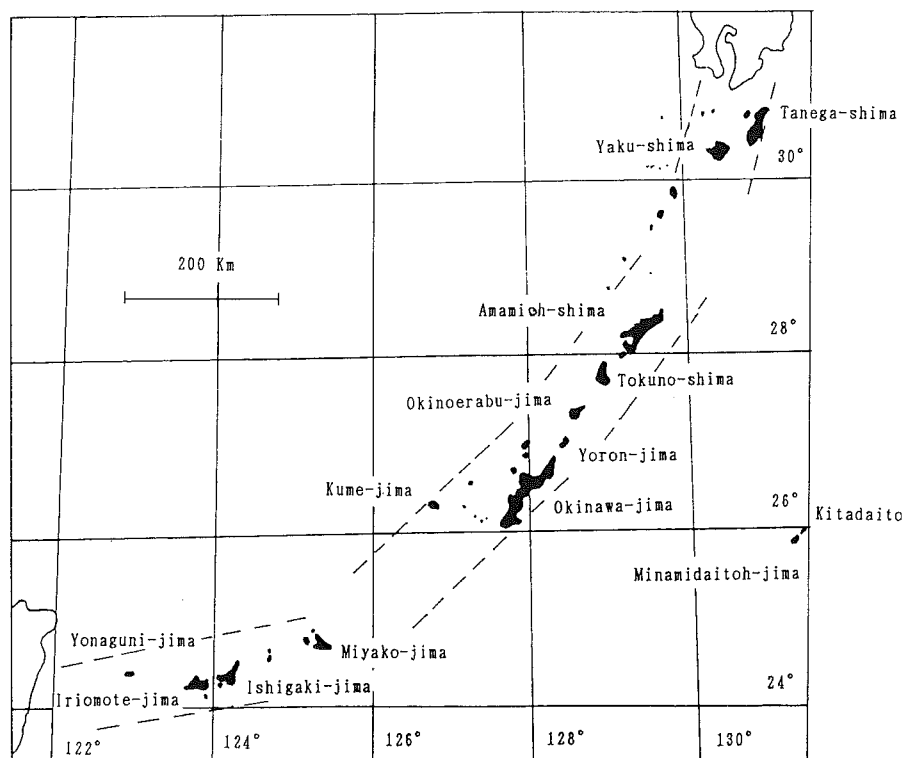 Tanega-shima
Yaku-shima
30°
200 Km
Amamioh-shima
28°
Tokuno-shima
Okinoerabu-jima
Yoron-jima
Kume-jima
26°
Okinawa-jima
Kitadaito
Minamidaitoh-jima
Yonaguni-jima
Miyako-jima
Ishigaki-jima
24°
Iriomote-jima
122°
124°
126°
128°
130°